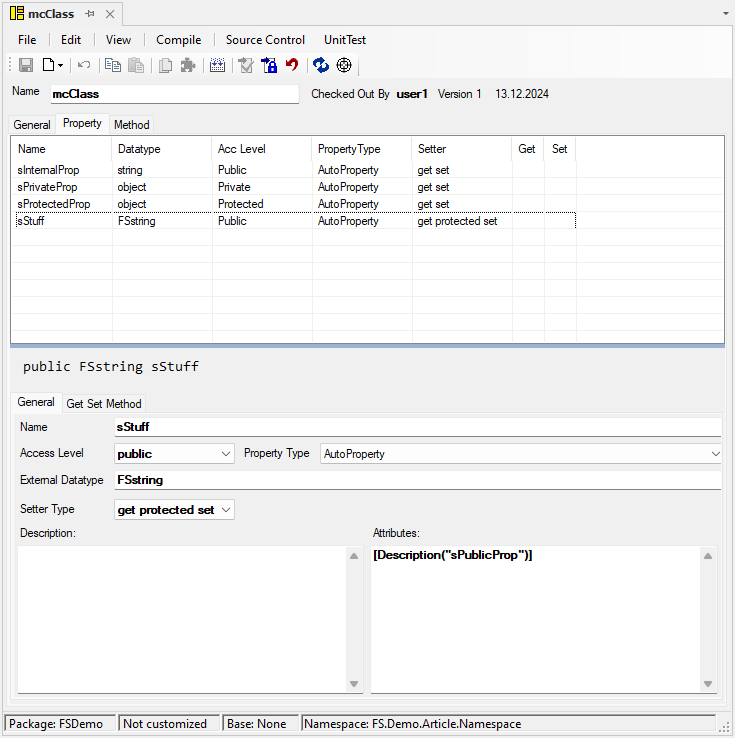 mcClass
File Edit View Compile Source Control UnitTest
Name mcClass Checked Out By user1 Version 1 13.12.2024
General Property Method
Name Datatype Acc Level PropertyType Setter Get Set
sInternalProp string Public AutoProperty get set
sPrivateProp object Private AutoProperty get set
sProtectedProp object Protected AutoProperty get set
sStuff FSstring Public AutoProperty get protected set
public FSstring sStuff
General Get Set Method
Name sStuff
Access Level public Property Type AutoProperty
External Datatype FSstring
Setter Type get protected set
Description: Attributes:
[Description("sPublicProp")]
Package: FSDemo Not customized Base: None Namespace: FS.Demo.Article.Namespace